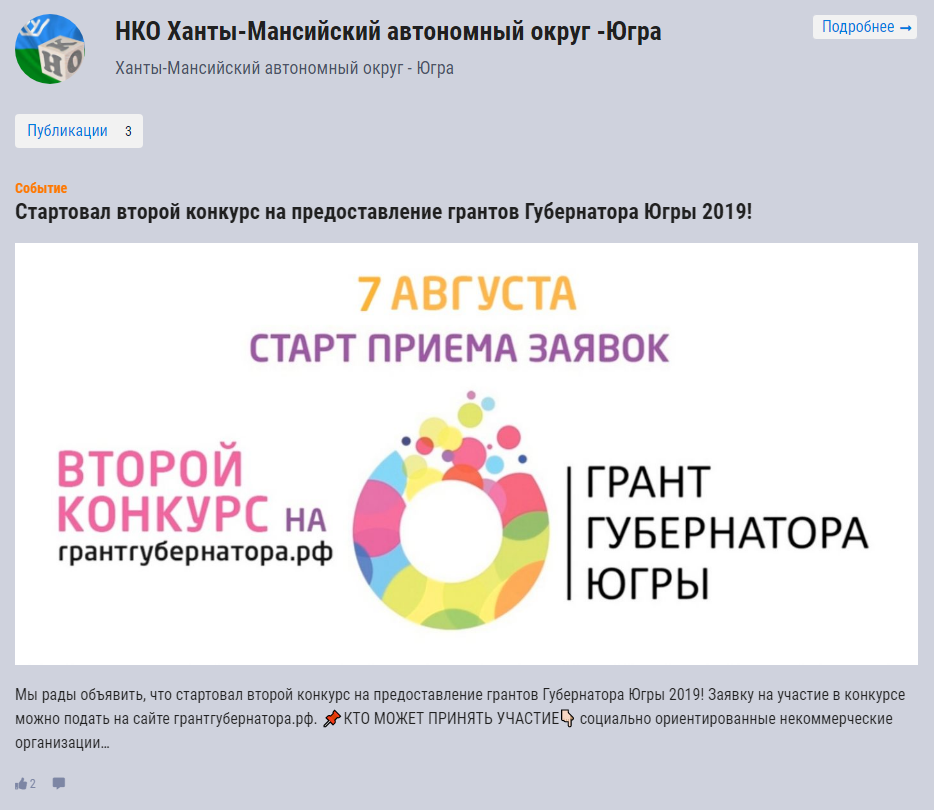 НКО Ханты-Мансийский автономный округ -Югра
Подробнее →
Ханты-Мансийский автономный округ - Югра
Публикации 3
Событие
Стартовал второй конкурс на предоставление грантов Губернатора Югры 2019!
7 АВГУСТА
СТАРТ ПРИЕМА ЗАЯВОК
ВТОРОЙ
КОНКУРС НА
грантгубернатора.рф
ГРАНТ
ГУБЕРНАТОРА
ЮГРЫ
Мы рады объявить, что стартовал второй конкурс на предоставление грантов Губернатора Югры 2019! Заявку на участие в конкурсе
можно подать на сайте грантгубернатора.рф. 📌КТО МОЖЕТ ПРИНЯТЬ УЧАСТИЕ👇🏻 социально ориентированные некоммерческие
организации...
2